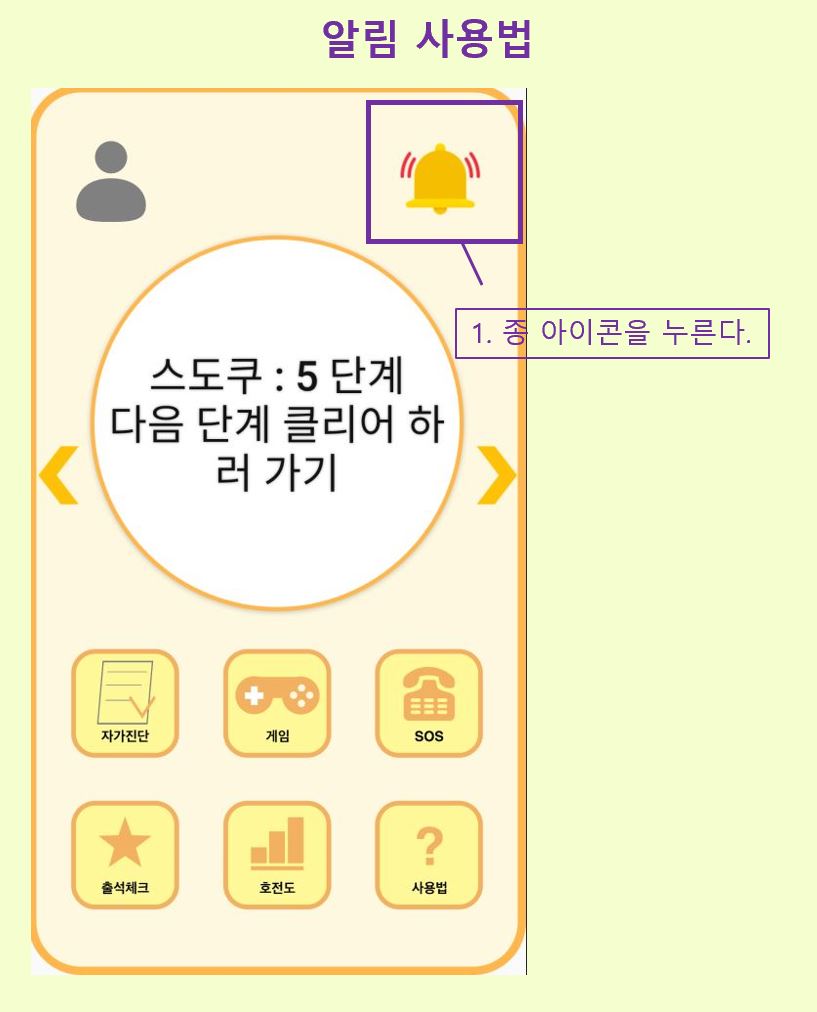 알림 사용법
1. 종 아이콘을 누른다.
스도쿠 : 5 단계
다음 단계 클리어 하
러 가기
자가진단
게임
SOS
출석체크
호전도
?
사용법